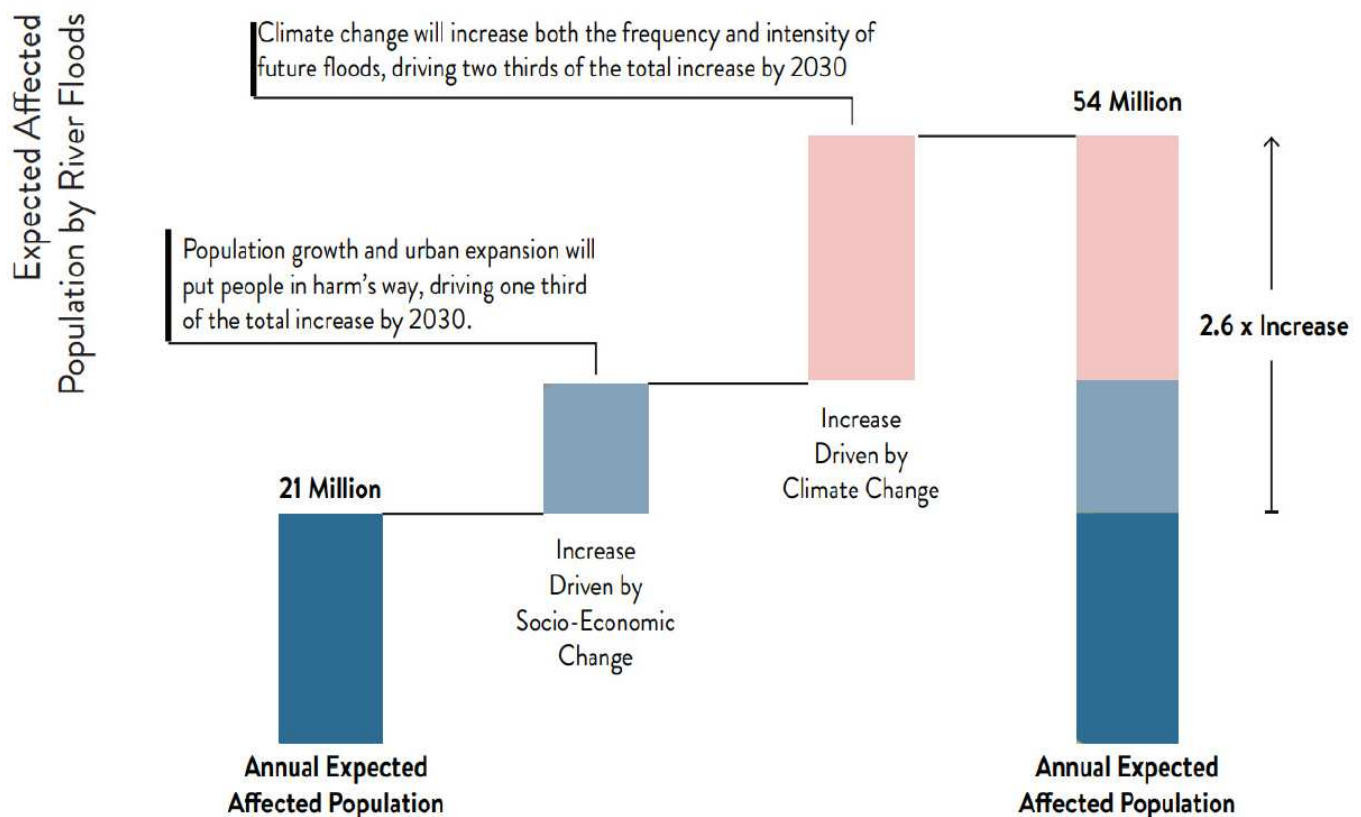 Expected Affected
Population by River Floods
Climate change will increase both the frequency and intensity of
future floods, driving two thirds of the total increase by 2030
54 Million
Population growth and urban expansion will
put people in harm's way, driving one third
of the total increase by 2030.
2.6 x Increase
Increase
Driven by
Climate Change
21 Million
Increase
Driven by
Socio-Economic
Change
Annual Expected
Affected Population
Annual Expected
Affected Population